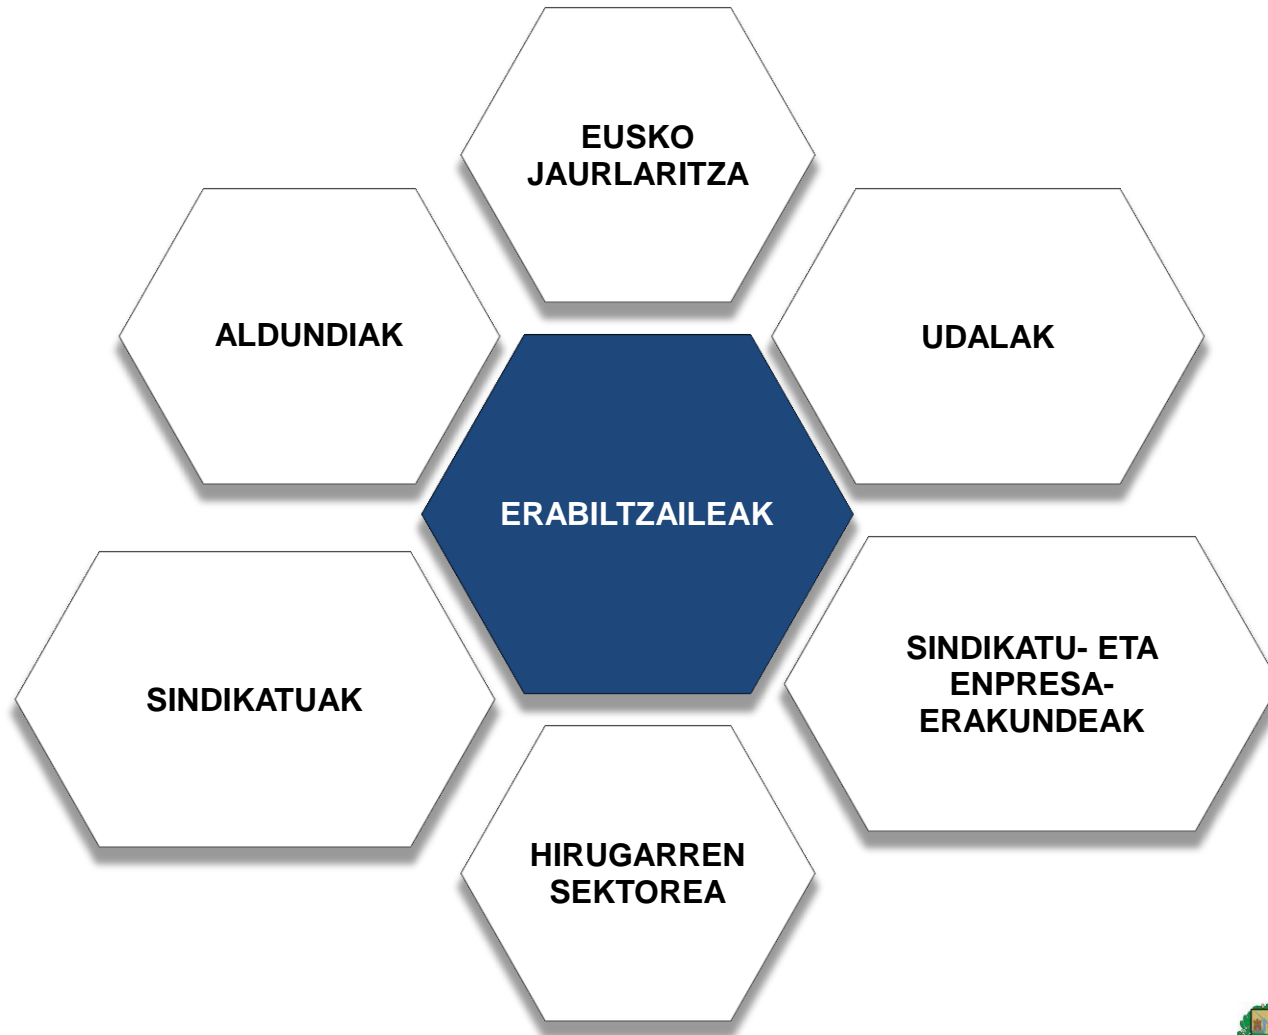 EUSKO
JAURLARITZA
ALDUNDIAK
UDALAK
ERABILTZAILEAK
SINDIKATUAK
SINDIKATU- ETA
ENPRESA-
ERAKUNDEAK
HIRUGARREN
SEKTOREA